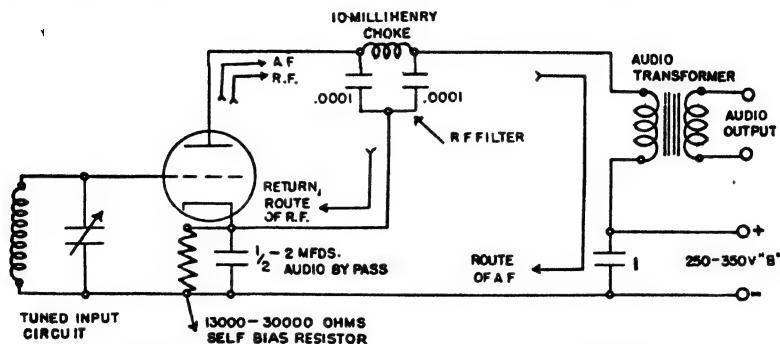 10-MILLIHENRY
CHOKE
A F
R.F.
.0001
.0001
AUDIO
TRANSFORMER
AUDIO
OUTPUT
R F FILTER
RETURN,
ROUTE
OF R.F.
1/2 - 2 MFDS.
AUDIO BY PASS
ROUTE
OF A F
1
+
250-350V "B"
-
TUNED INPUT
CIRCUIT
13000-30000 OHMS
SELF BIAS RESISTOR